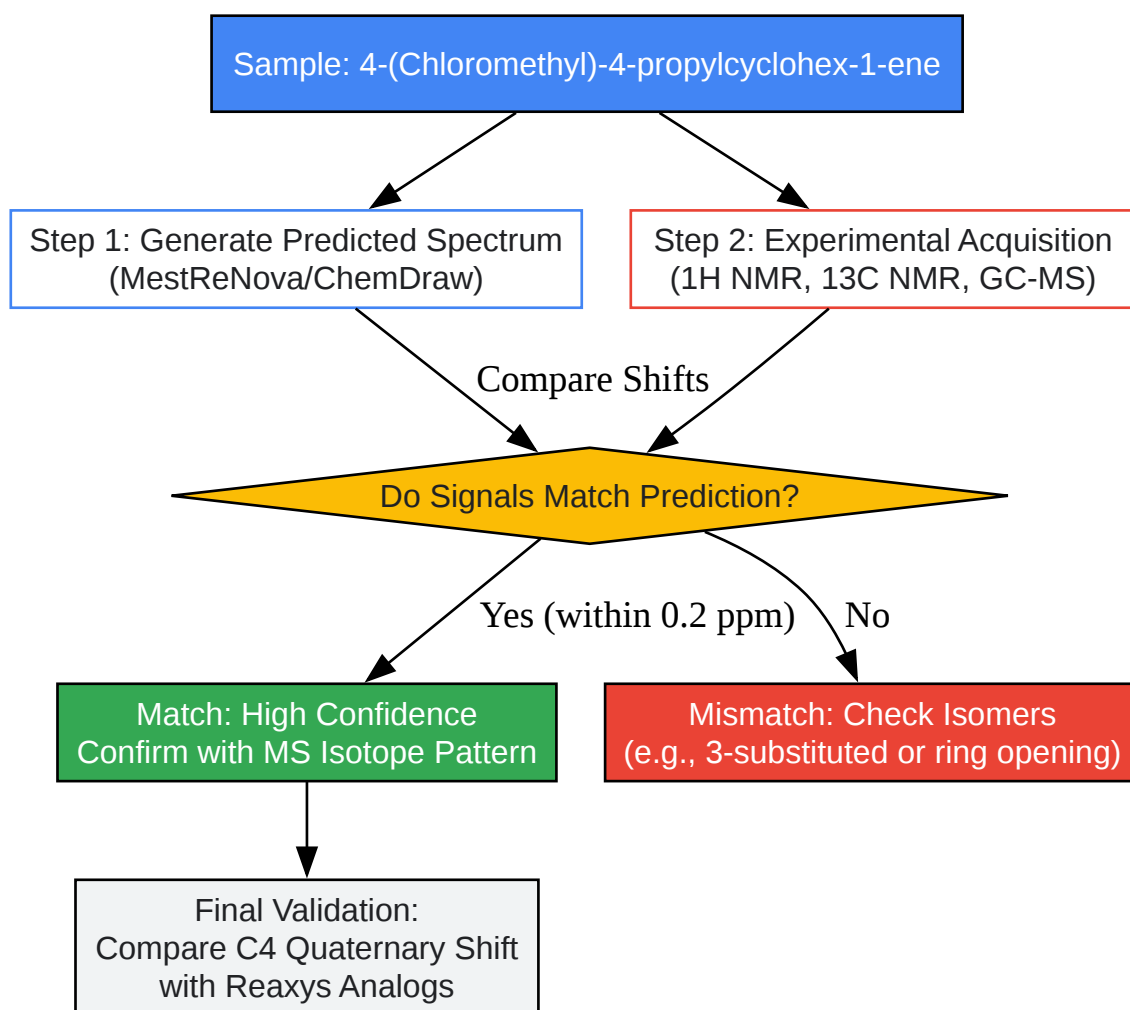 Sample: 4-(Chloromethyl)-4-propylcyclohex-1-ene
Step 1: Generate Predicted Spectrum
(MestReNova/ChemDraw)
Step 2: Experimental Acquisition
(1H NMR, 13C NMR, GC-MS)
Compare Shifts
Do Signals Match Prediction?
Yes (within 0.2 ppm)
No
Match: High Confidence
Confirm with MS Isotope Pattern
Mismatch: Check Isomers
(e.g., 3-substituted or ring opening)
Final Validation:
Compare C4 Quaternary Shift
with Reaxys Analogs